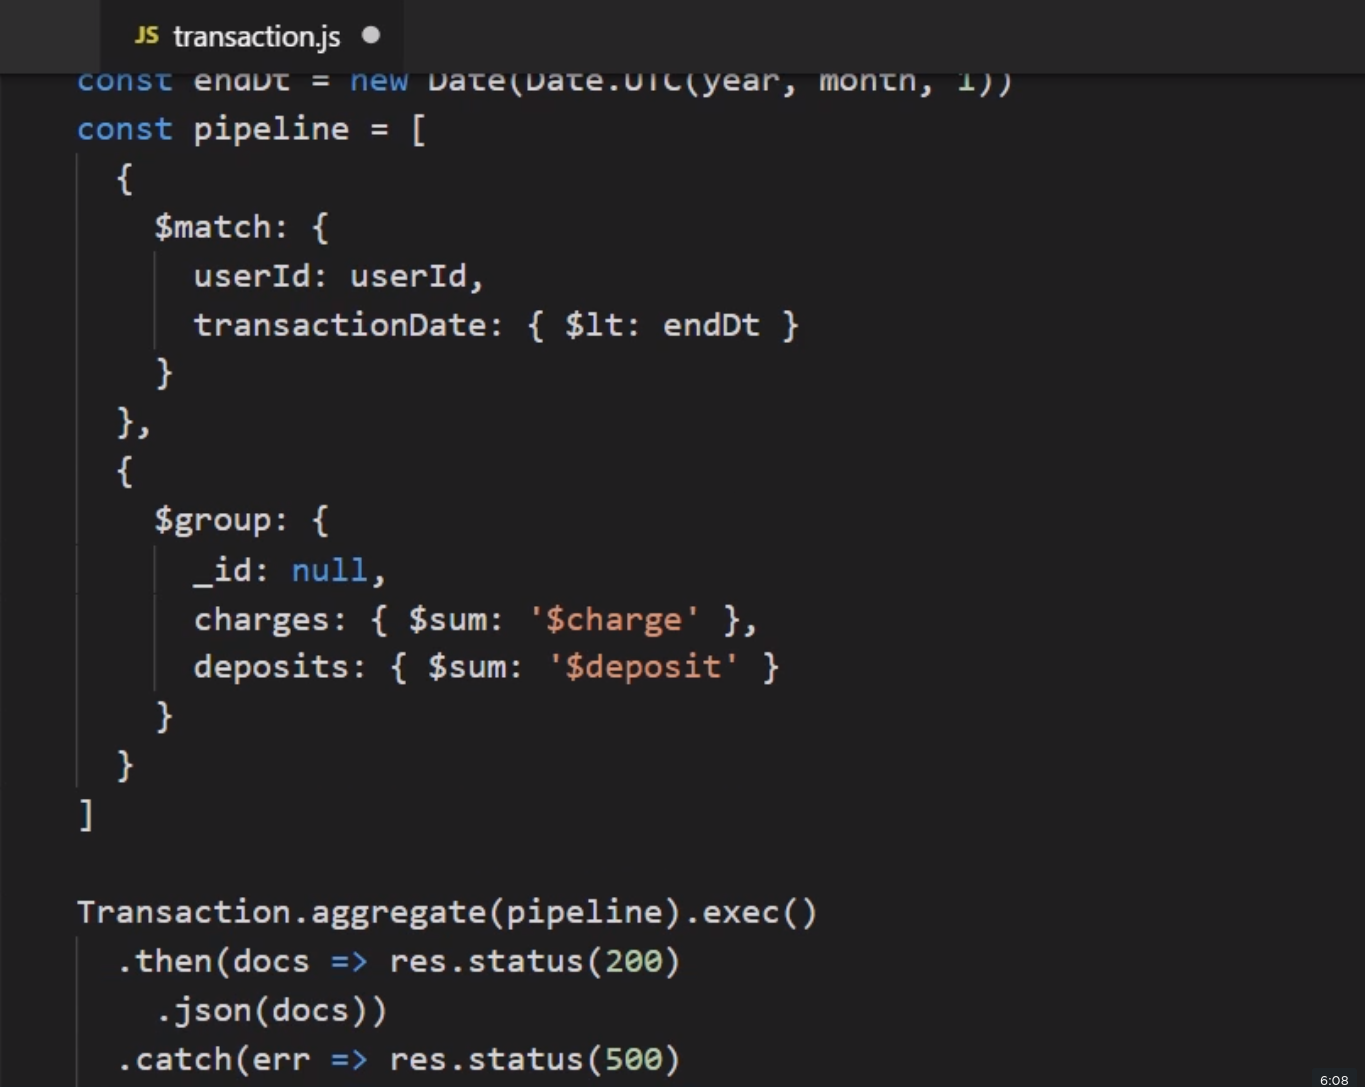 JS transaction.js
const endDt = new Date(Date.UTC(year, month, 1))
const pipeline = [
{
$match: {
userId: userId,
transactionDate: { $lt: endDt }
}
},
{
$group: {
_id: null,
charges: { $sum: '$charge' },
deposits: { $sum: '$deposit' }
}
}
]
Transaction.aggregate(pipeline).exec()
.then(docs => res.status(200)
.json(docs))
.catch(err => res.status(500)
6:08